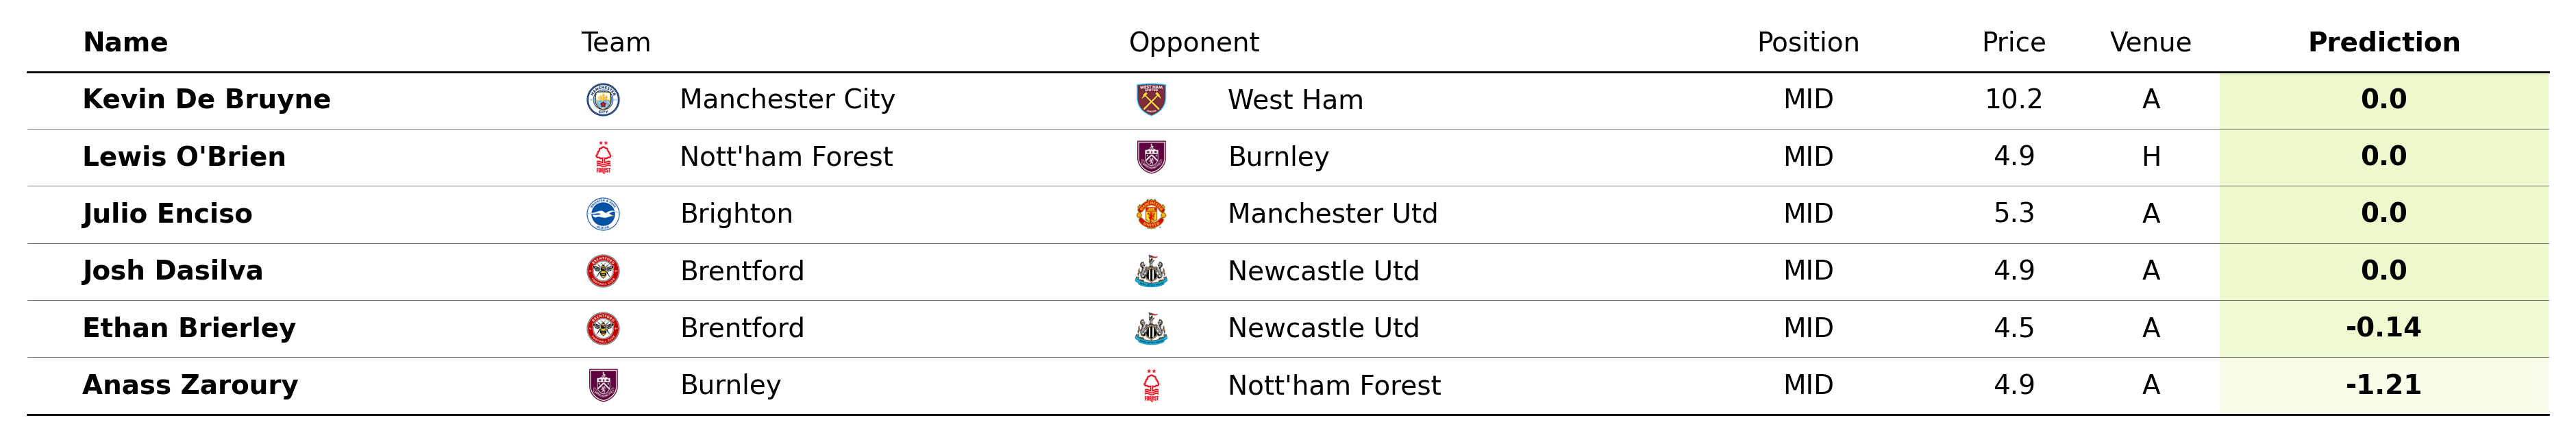 Name Team Opponent Position Price Venue Prediction
Kevin De Bruyne Manchester City West Ham MID 10.2 A 0.0
Lewis O'Brien Nott'ham Forest Burnley MID 4.9 H 0.0
Julio Enciso Brighton Manchester Utd MID 5.3 A 0.0
Josh Dasilva Brentford Newcastle Utd MID 4.9 A 0.0
Ethan Brierley Brentford Newcastle Utd MID 4.5 A -0.14
Anass Zaroury Burnley Nott'ham Forest MID 4.9 A -1.21